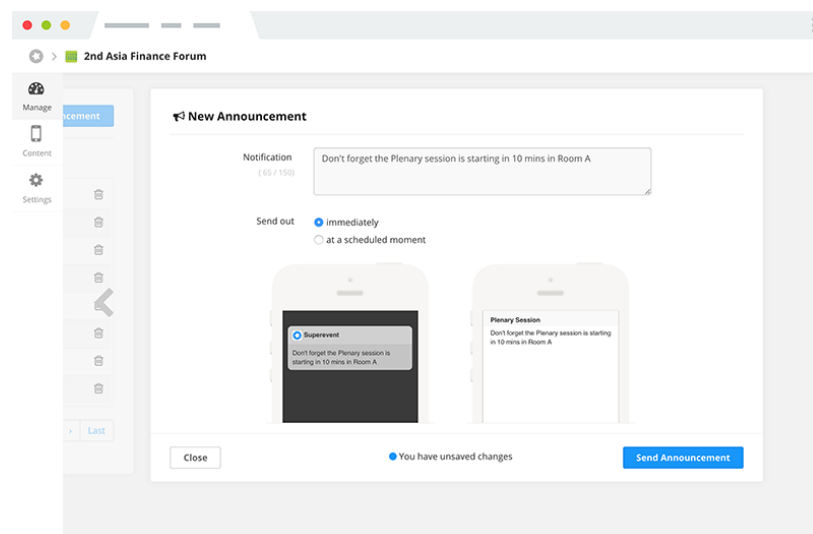 2nd Asia Finance Forum
Manage
Content
Settings
ncement
Last
New Announcement
Notification
( 65 / 150)
Don't forget the Plenary session is starting in 10 mins in Room A
Send out
immediately
at a scheduled moment
Superevent
Don't forget the Plenary session is
starting in 10 mins in Room A
Plenary Session
Don't forget the Plenary session is starting
in 10 mins in Room A
Close
You have unsaved changes
Send Announcement